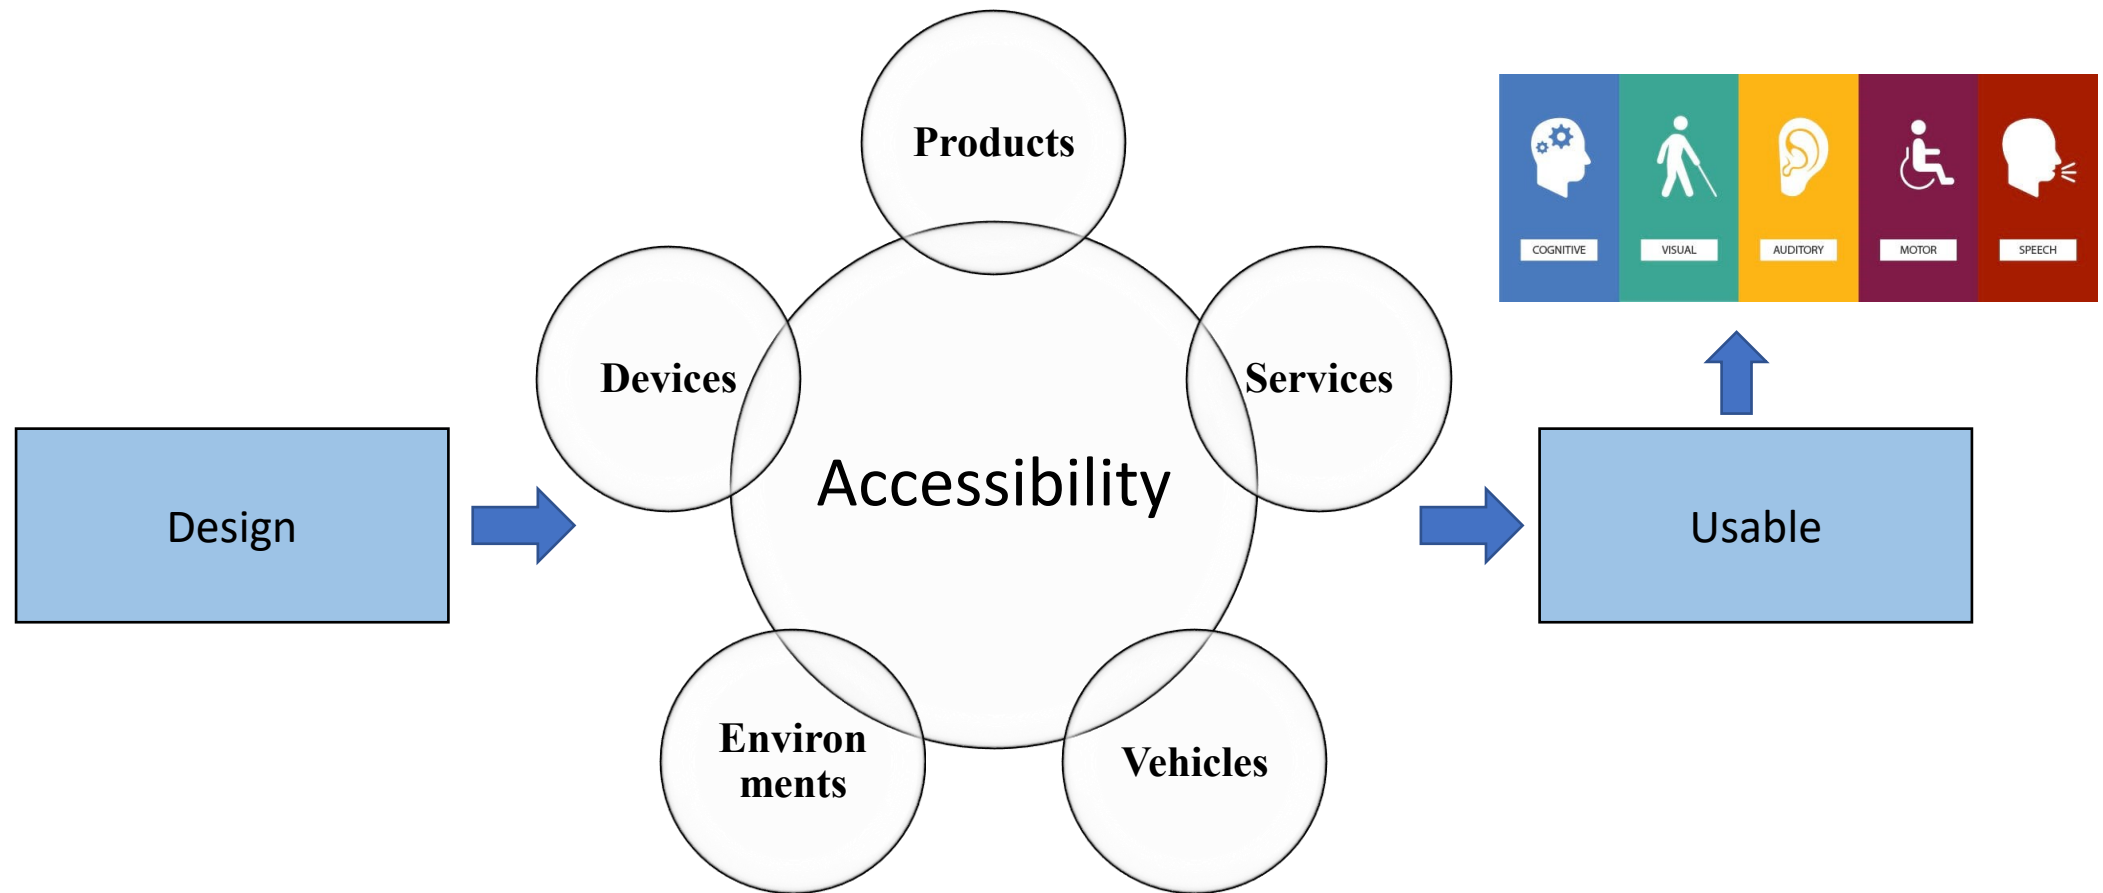 Products
COGNITIVE
VISUAL
AUDITORY
MOTOR
SPEECH
Devices
Services
Accessibility
Design
Usable
Environ
ments
Vehicles